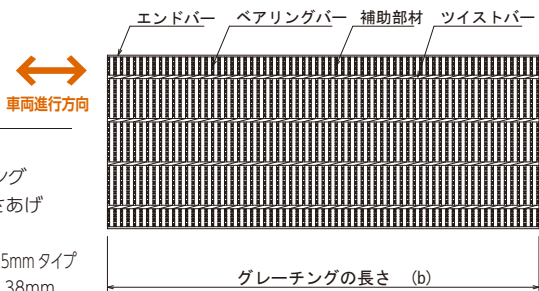 エンドバー ベアリングバー 補助部材 ツイストバー
車両進行方向
ング
さあげ
5mm タイプ
38mm
グレーチングの長さ (b)